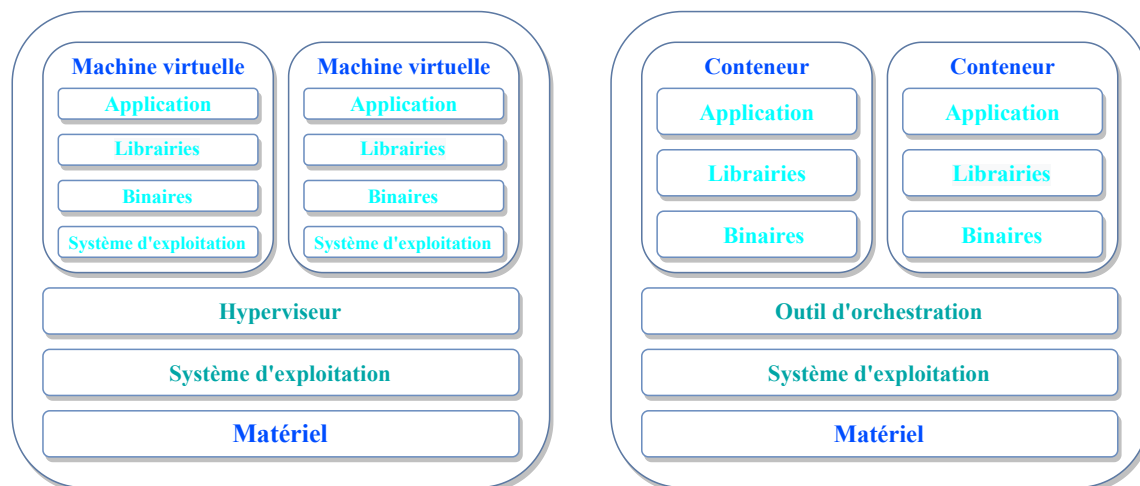 Machine virtuelle
Application
Librairies
Binaires
Système d'exploitation
Machine virtuelle
Application
Librairies
Binaires
Système d'exploitation
Hyperviseur
Système d'exploitation
Matériel
Conteneur
Application
Librairies
Binaires
Conteneur
Application
Librairies
Binaires
Outil d'orchestration
Système d'exploitation
Matériel